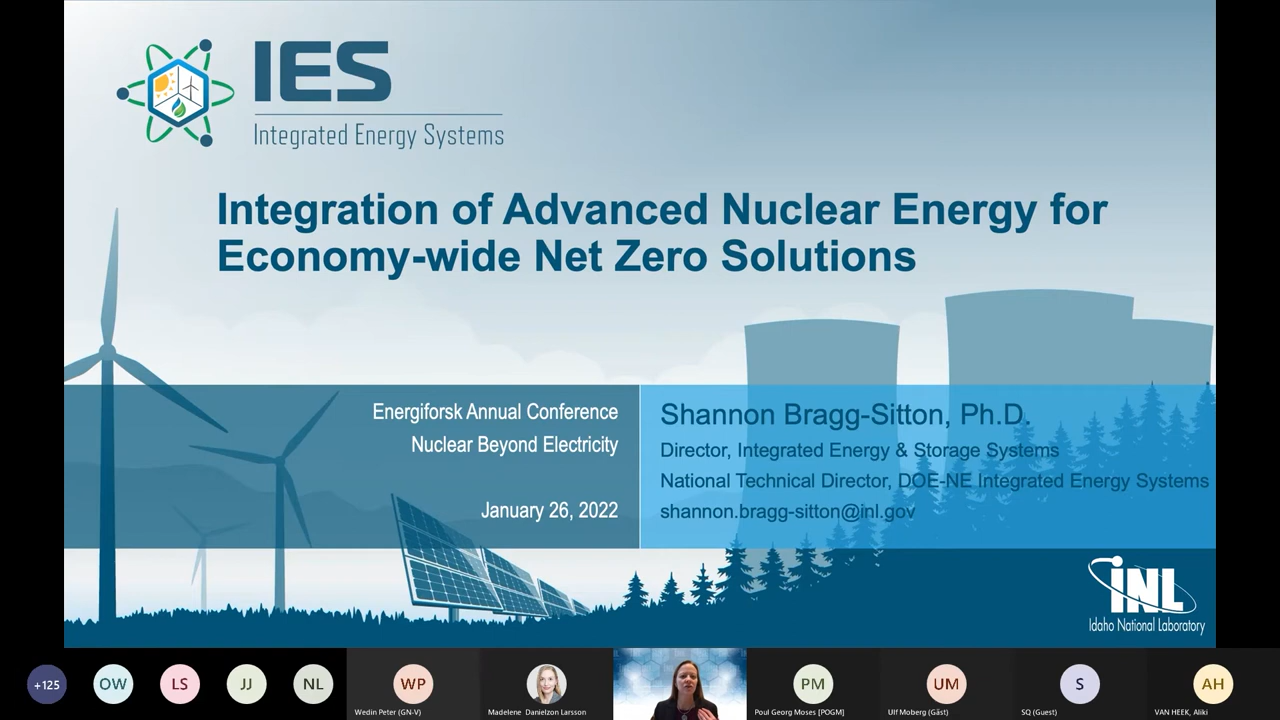 IES
Integrated Energy Systems
Integration of Advanced Nuclear Energy for
Economy-wide Net Zero Solutions
Energiforsk Annual Conference
Nuclear Beyond Electricity
January 26, 2022
Shannon Bragg-Sitton, Ph.D.
Director, Integrated Energy & Storage Systems
National Technical Director, DOE-NE Integrated Energy Systems
shannon.bragg-sitton@inl.gov
INL
Idaho National Laboratory
+125
OW
LS
JJ
NL
WP
PM
UM
S
AH
Wedin Peter (GN-V)
Madelene Danielzon Larsson
Poul Georg Moses [POGM]
Ulf Moberg (Gäst)
SQ (Guest)
VAN HEEK, Aliki